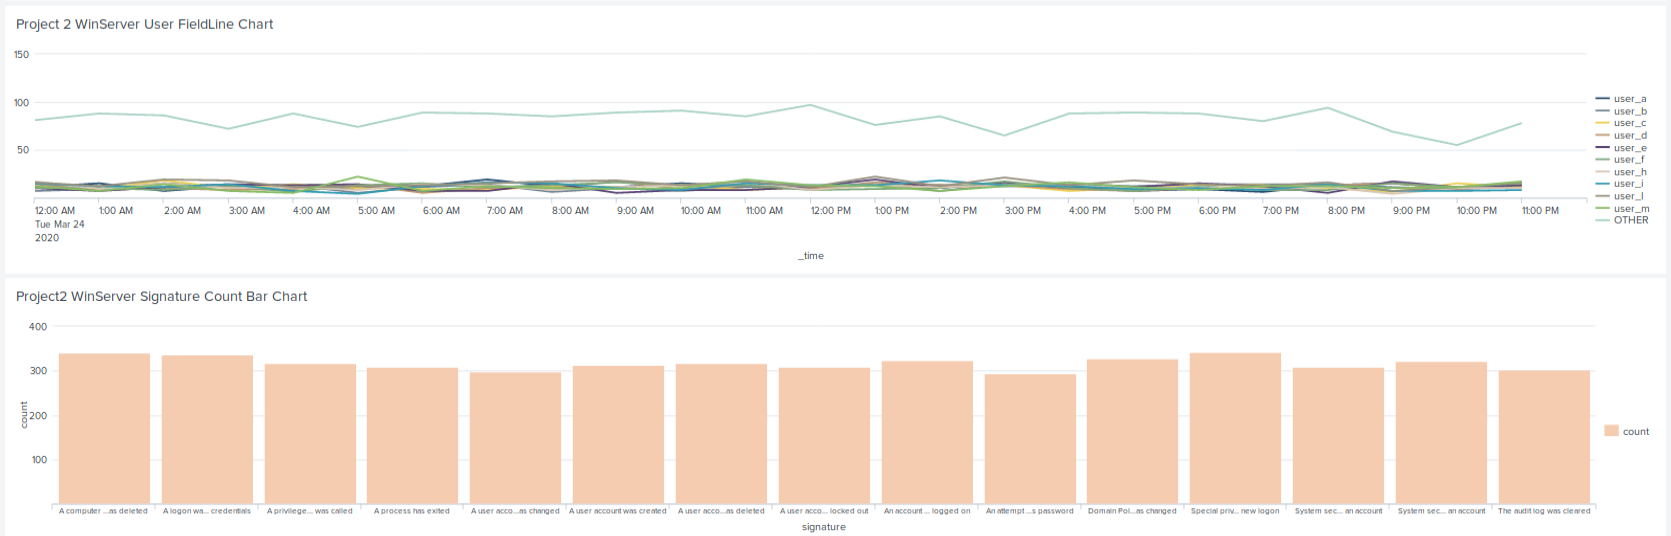 Project 2 WinServer User FieldLine Chart
150
100
50
12:00 AM 1:00 AM 2:00 AM 3:00 AM 4:00 AM 5:00 AM 6:00 AM 7:00 AM 8:00 AM 9:00 AM 10:00 AM 11:00 AM 12:00 PM 1:00 PM 2:00 PM 3:00 PM 4:00 PM 5:00 PM 6:00 PM 7:00 PM 8:00 PM 9:00 PM 10:00 PM 11:00 PM
Tue Mar 24
2020
_time
user_a
user_b
user_c
user_d
user_e
user_f
user_h
user_i
user_l
user_m
OTHER
Project2 WinServer Signature Count Bar Chart
400
300
200
100
count
A computer ...as deleted A logon wa... credentials A privilege... was called A process has exited A user acco...as changed A user account was created A user acco...as deleted A user acco... locked out An account ... logged on An attempt ...s password Domain Pol...as changed Special priv... new logon System sec... an account System sec... an account The audit log was cleared
signature
count